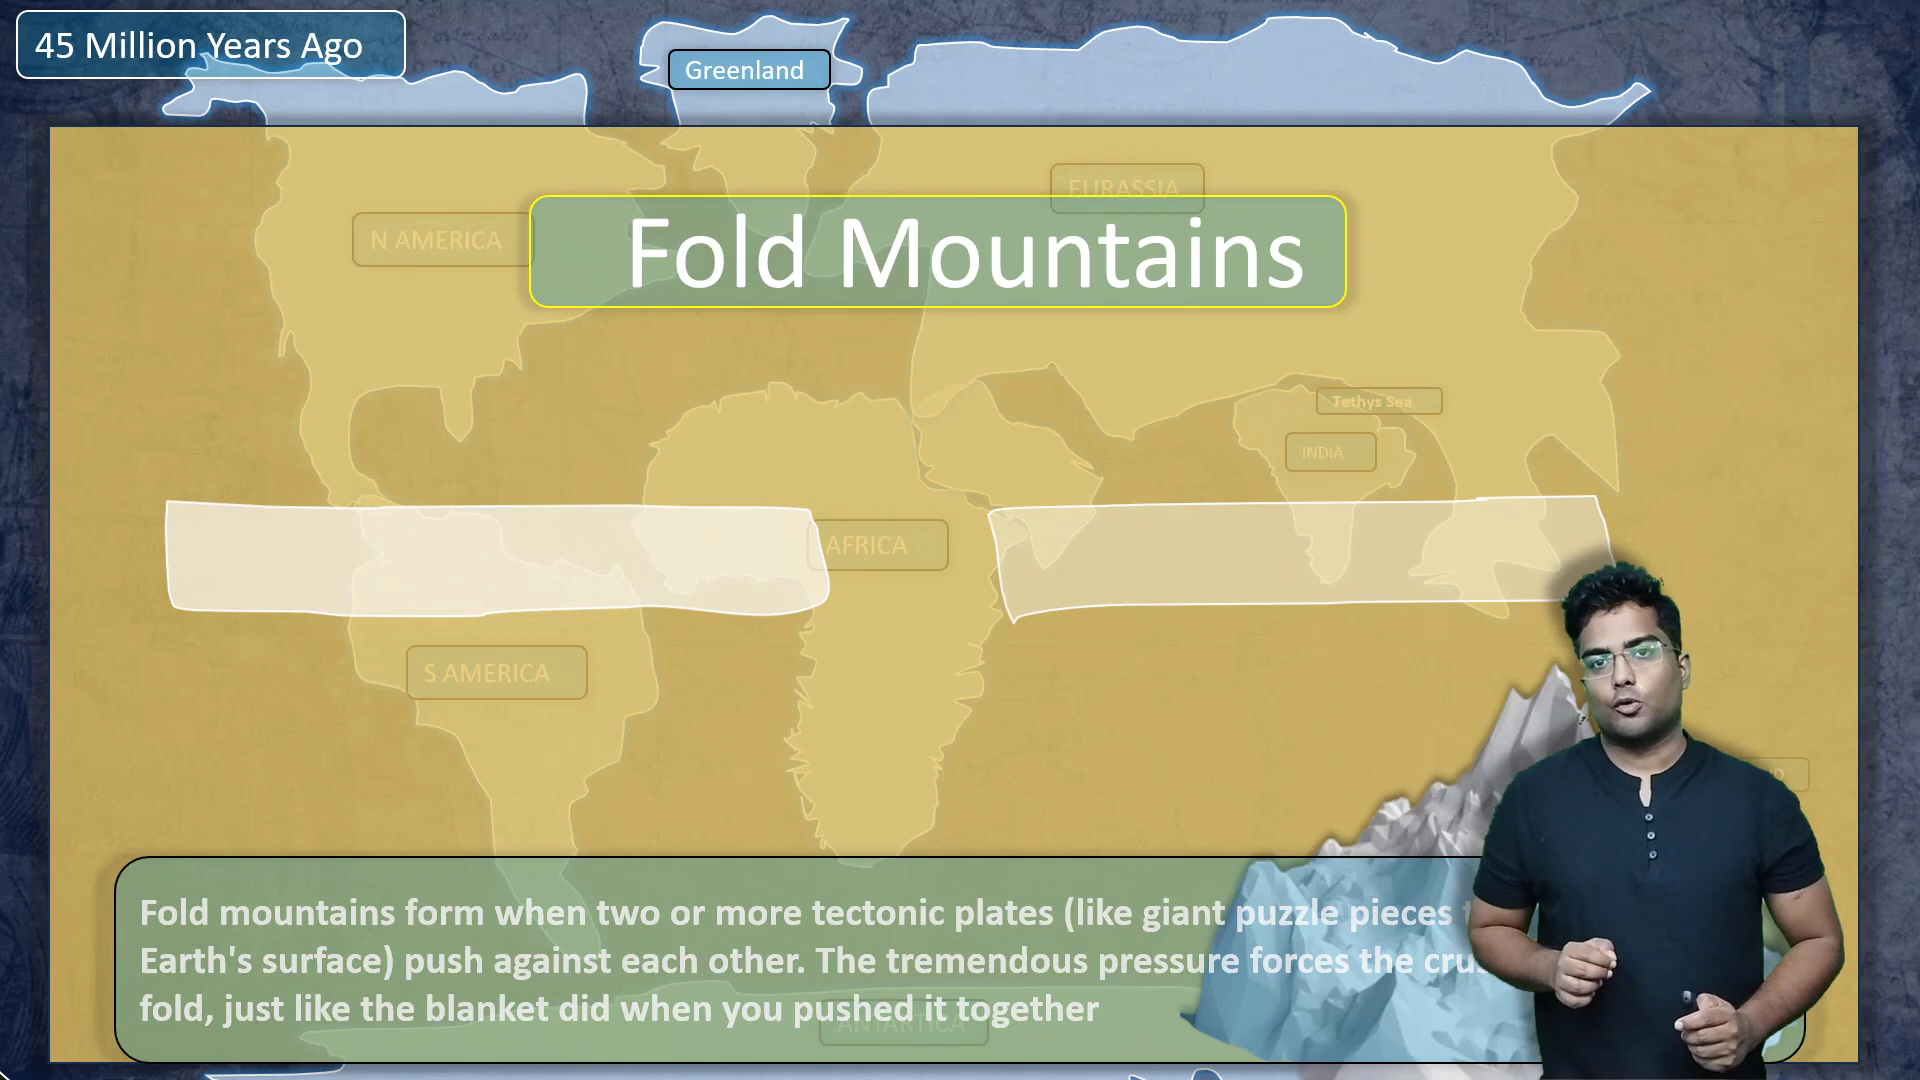 45 Million Years Ago
Greenland
EURASSIA
N AMERICA
Fold Mountains
Tethys Sea
INDIA
AFRICA
S AMERICA
Fold mountains form when two or more tectonic plates (like giant puzzle pieces
Earth's surface) push against each other. The tremendous pressure forces the
fold, just like the blanket did when you pushed it together
ANTARTICA